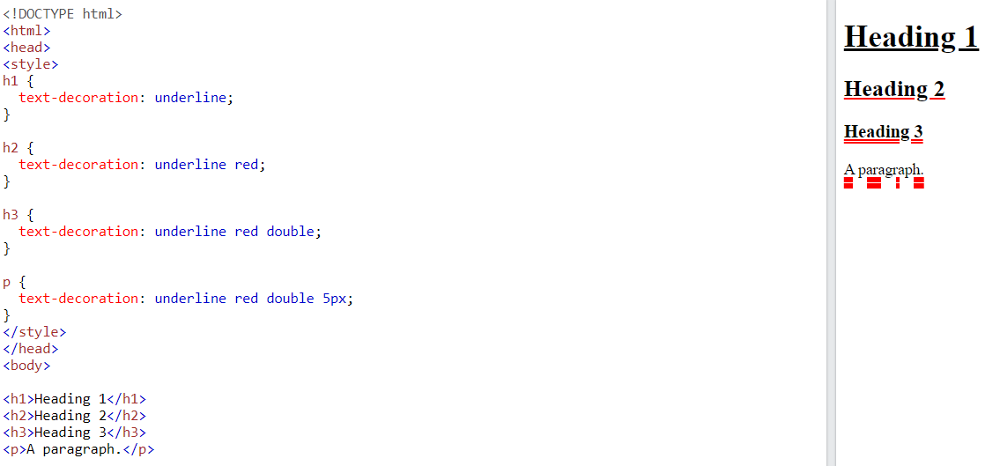 <!DOCTYPE html>
<html>
<head>
<style>
h1 {
  text-decoration: underline;
}

h2 {
  text-decoration: underline red;
}

h3 {
  text-decoration: underline red double;
}

p {
  text-decoration: underline red double 5px;
}
</style>
</head>
<body>

<h1>Heading 1</h1>
<h2>Heading 2</h2>
<h3>Heading 3</h3>
<p>A paragraph.</p>

Heading 1
Heading 2
Heading 3
A paragraph.